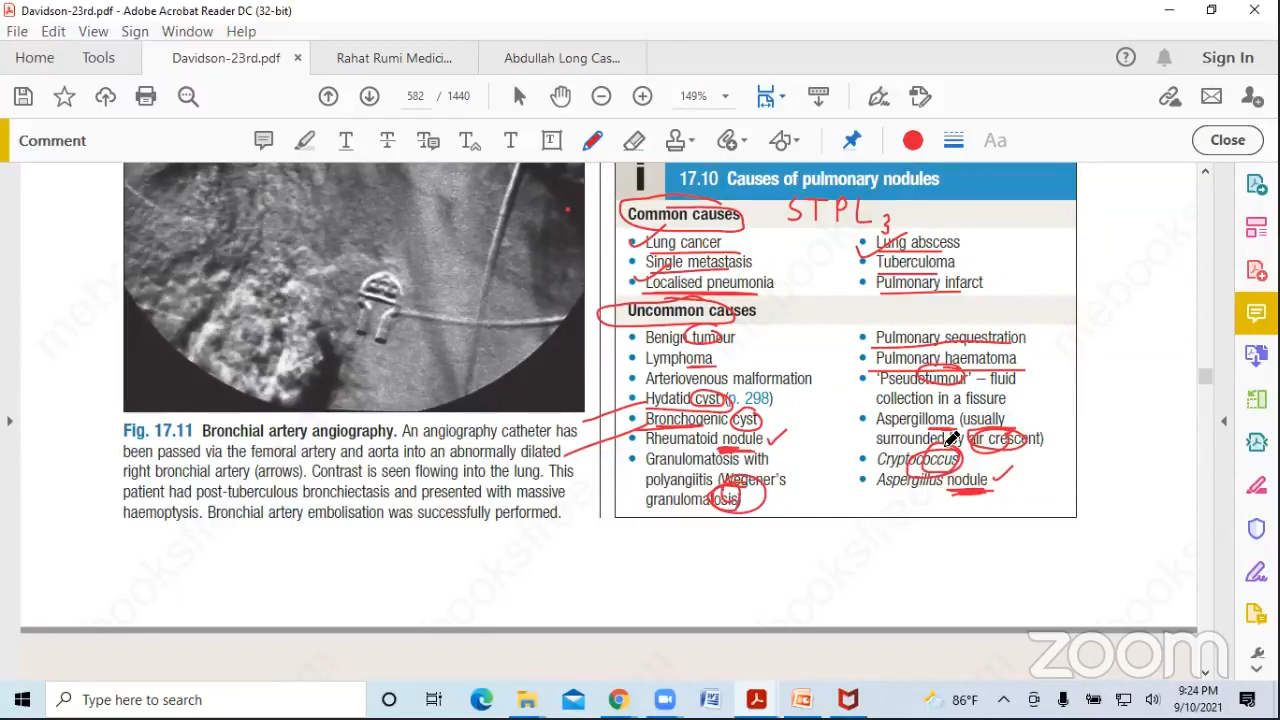 Davidson-23rd.pdf - Adobe Acrobat Reader DC (32-bit)
File Edit View Sign Window Help
Home Tools Davidson-23rd.pdf × Rahat Rumi Medici... Abdullah Long Cas... Sign In
582 / 1440 149%
Comment Aa Close
i 17.10 Causes of pulmonary nodules
Common causes STPL3
• Lung cancer
• Single metastasis
• Localised pneumonia
• Lung abscess
• Tuberculoma
• Pulmonary infarct
Uncommon causes
• Benign tumour
• Lymphoma
• Arteriovenous malformation
• Hydatid cyst (p. 298)
• Bronchogenic cyst
• Rheumatoid nodule
• Granulomatosis with
polyangiitis (Wegener's
granulomatosis)
• Pulmonary sequestration
• Pulmonary haematoma
• 'Pseudotumour' – fluid
collection in a fissure
• Aspergilloma (usually
surrounded by air crescent)
• Cryptococcus
• Aspergillus nodule
Fig. 17.11 Bronchial artery angiography. An angiography catheter has
been passed via the femoral artery and aorta into an abnormally dilated
right bronchial artery (arrows). Contrast is seen flowing into the lung. This
patient had post-tuberculous bronchiectasis and presented with massive
haemoptysis. Bronchial artery embolisation was successfully performed.
zoom
Type here to search
86°F
9:24 PM
9/10/2021